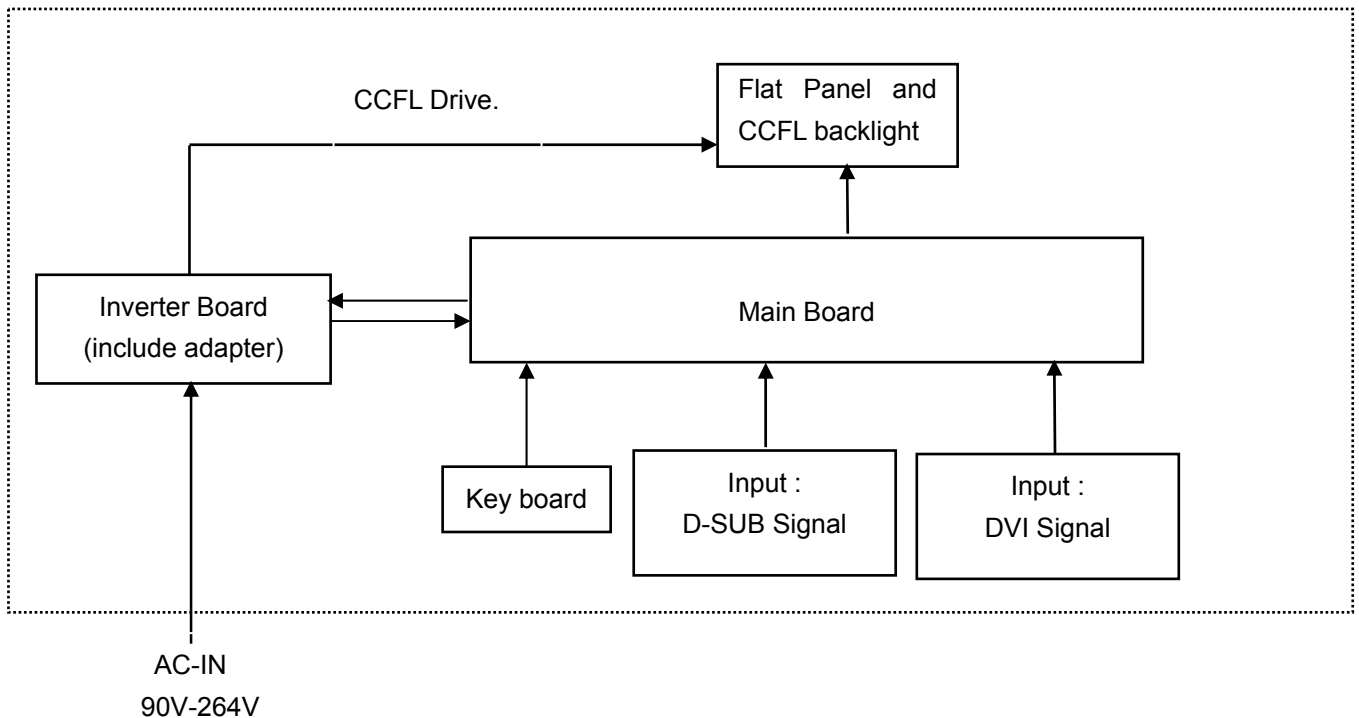 CCFL Drive.
Flat Panel and
CCFL backlight
Inverter Board
(include adapter)
Main Board
Key board
Input :
D-SUB Signal
Input :
DVI Signal
AC-IN
90V-264V